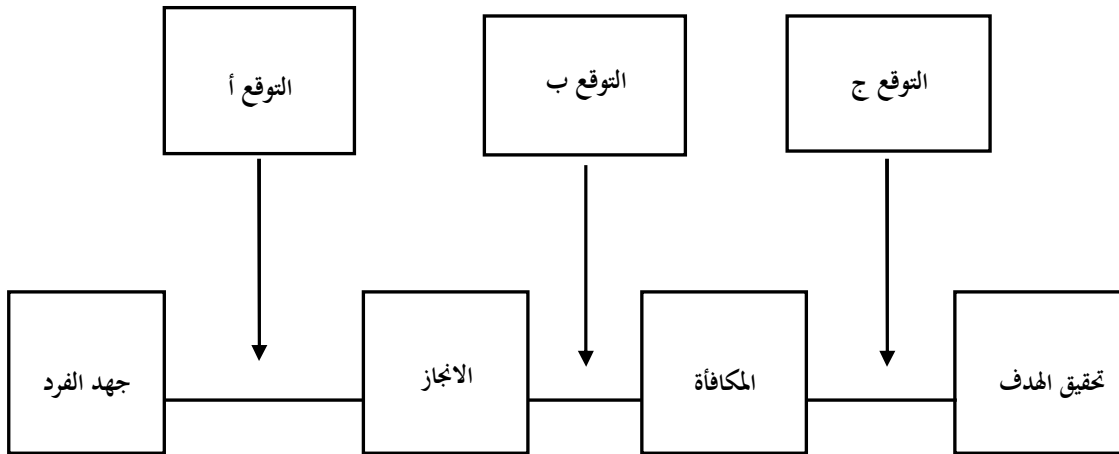 التوقع أ
التوقع ب
التوقع ج
جهد الفرد
الانجاز
المكافأة
تحقيق الهدف